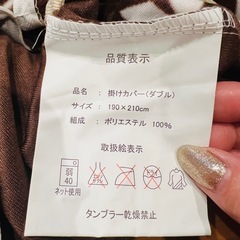 品質表示
品名：掛けカバー(ダブル)
サイズ：190×210cm
組成：ポリエステル 100%
取扱絵表示
弱
40
ネット使用
タンブラー乾燥禁止